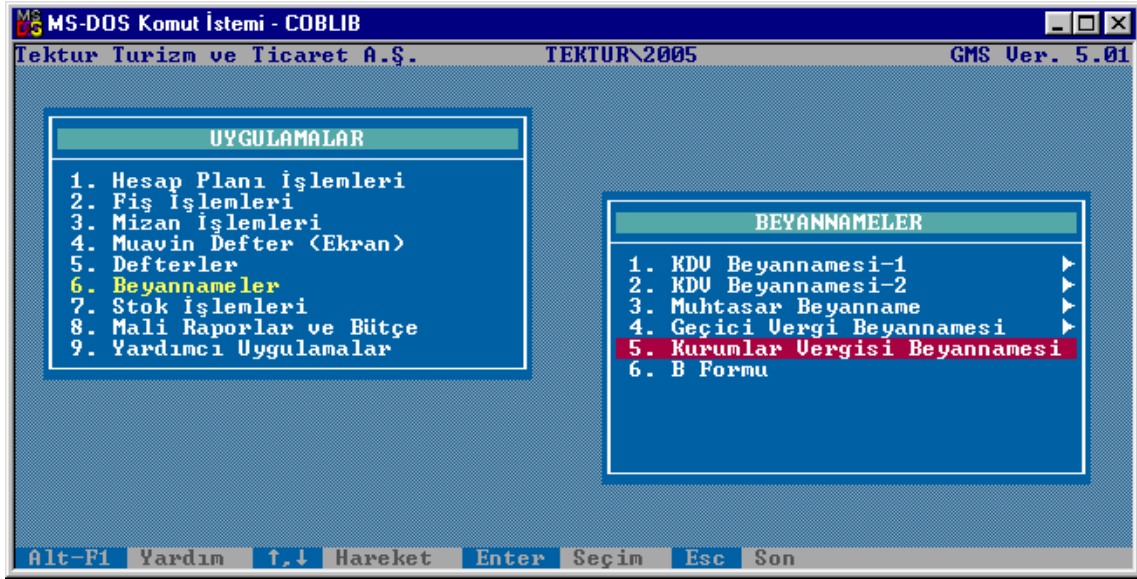 MS-DOS Komut İstemi - COBLIB
Tektur Turizm ve Ticaret A.Ş. TEKTUR\2005 GMS Ver. 5.01
UYGULAMALAR
1. Hesap Planı İşlemleri
2. Fiş İşlemleri
3. Mizan İşlemleri
4. Muavin Defter (Ekran)
5. Defterler
6. Beyannameler
7. Stok İşlemleri
8. Mali Raporlar ve Bütçe
9. Yardımcı Uygulamalar
BEYANNAMELER
1. KDV Beyannamesi-1
2. KDV Beyannamesi-2
3. Muhtasar Beyanname
4. Geçici Vergi Beyannamesi
5. Kurumlar Vergisi Beyannamesi
6. B Formu
Alt-F1 Yardım ↑,↓ Hareket Enter Seçim Esc Son